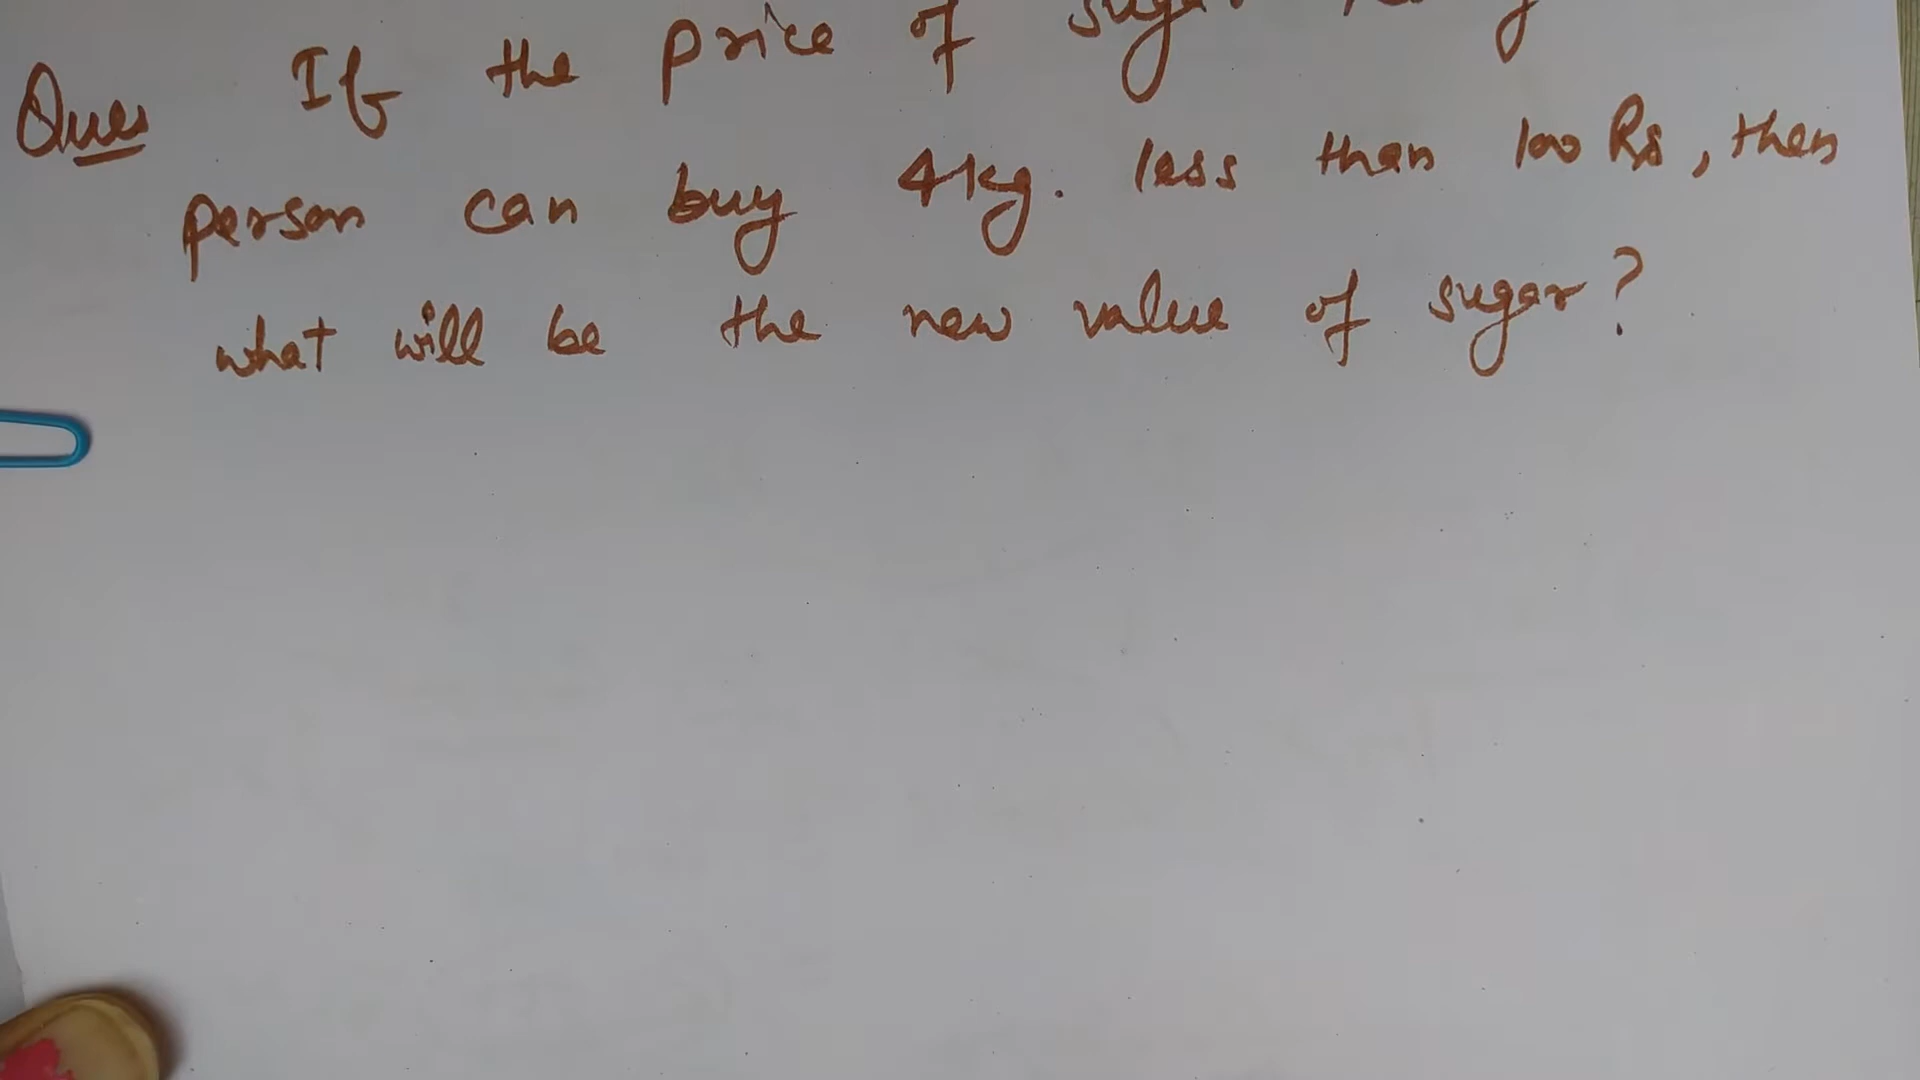 Ques If the price of sugar
person can buy 4kg. less than 100 Rs, then
what will be the new value of sugar?